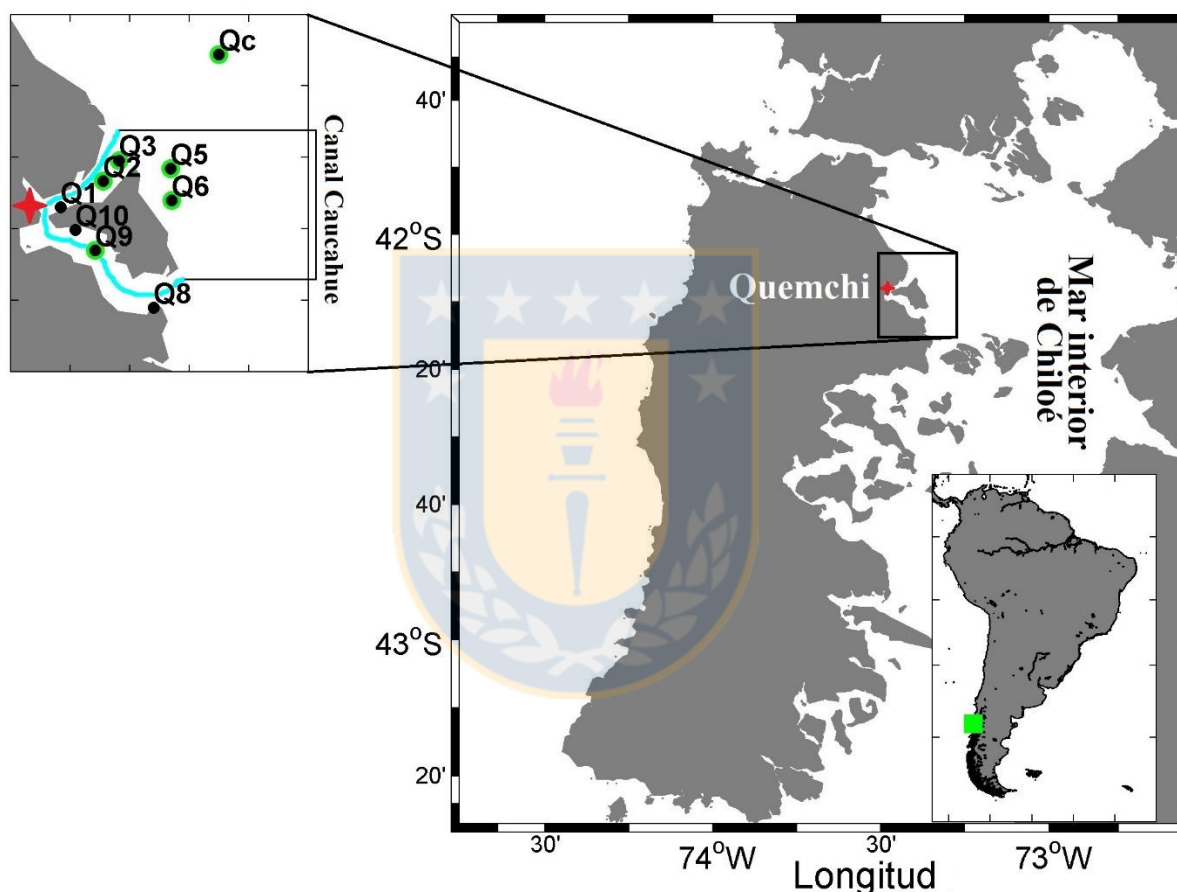 Qc
Q3
Q5
Q2
Q6
Q1
Q10
Q9
Q8
Canal Caucahue
40'
42°S
20'
40'
43°S
20'
Quemchi
Mar interior
de Chiloé
30'
74°W
30'
73°W
Longitud